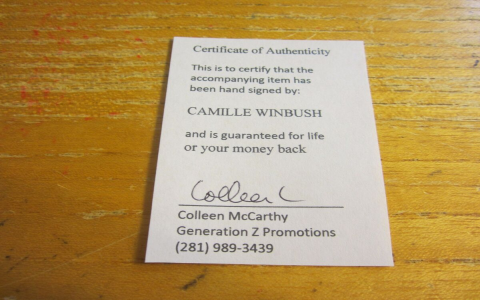 Certificate of Authenticity
This is to certify that the
accompanying item has
been hand signed by:
CAMILLE WINBUSH
and is guaranteed for life
or your money back
Colleen C
Colleen McCarthy
Generation Z Promotions
(281) 989-3439